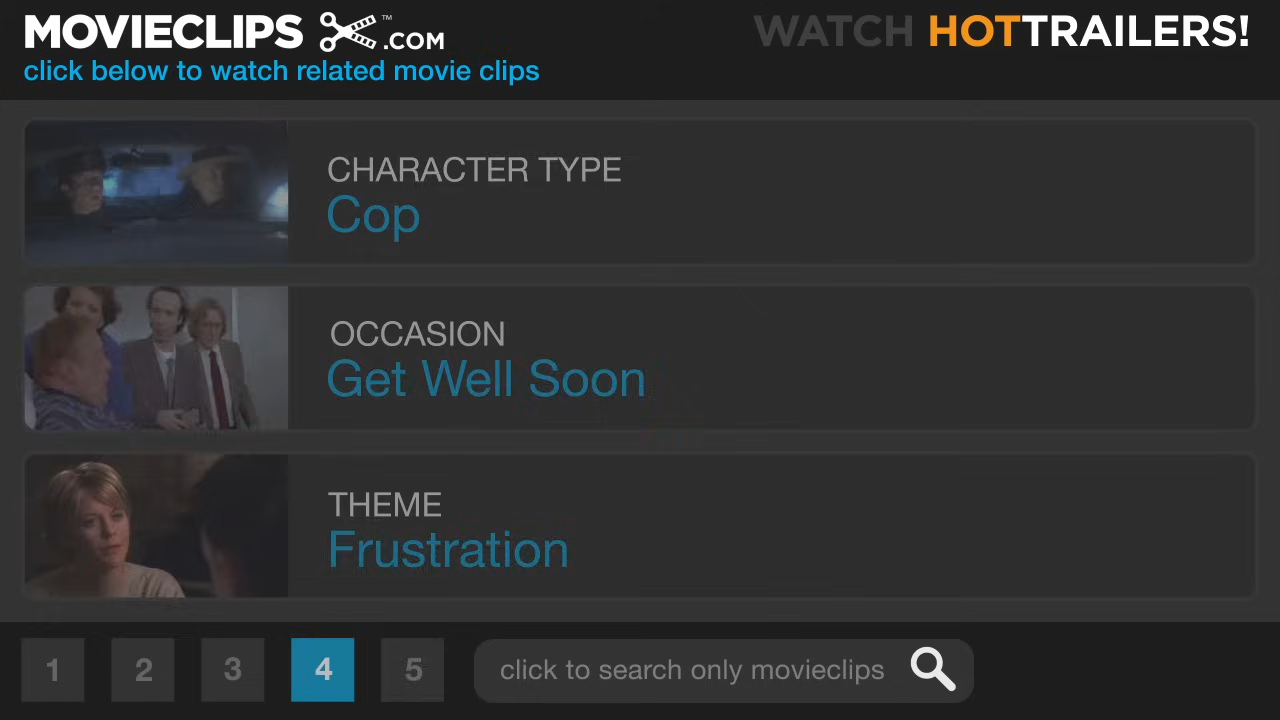 MOVIECLIPS ™.COM
WATCH HOTTRAILERS!
click below to watch related movie clips
CHARACTER TYPE
Cop
OCCASION
Get Well Soon
THEME
Frustration
1 2 3 4 5
click to search only movieclips